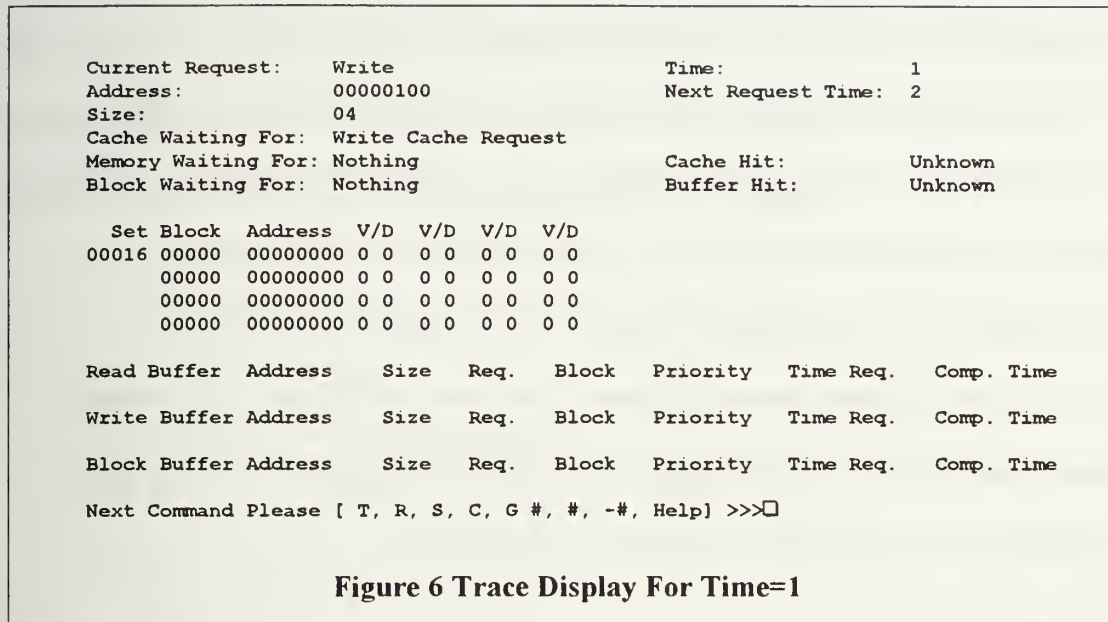 Current Request: Write Time: 1
Address: 00000100 Next Request Time: 2
Size: 04
Cache Waiting For: Write Cache Request
Memory Waiting For: Nothing Cache Hit: Unknown
Block Waiting For: Nothing Buffer Hit: Unknown
Set Block Address V/D V/D V/D V/D
00016 00000 00000000 0 0 0 0 0 0 0 0
00000 00000000 0 0 0 0 0 0 0 0
00000 00000000 0 0 0 0 0 0 0 0
00000 00000000 0 0 0 0 0 0 0 0
Read Buffer Address Size Req. Block Priority Time Req. Comp. Time
Write Buffer Address Size Req. Block Priority Time Req. Comp. Time
Block Buffer Address Size Req. Block Priority Time Req. Comp. Time
Next Command Please [ T, R, S, C, G #, #, -#, Help] >>>
Figure 6 Trace Display For Time=1